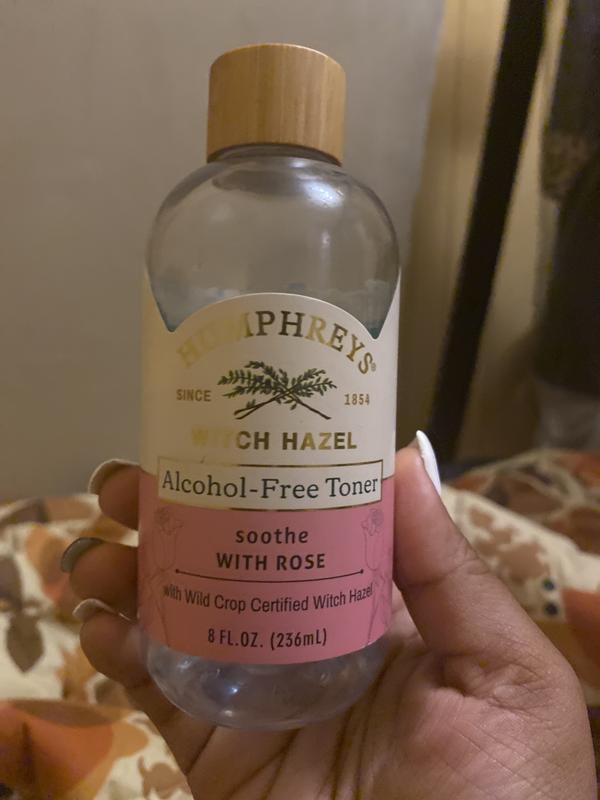 HUMPHREYS®
SINCE 1854
WITCH HAZEL
Alcohol-Free Toner
soothe
WITH ROSE
with Wild Crop Certified Witch Hazel
8 FL.OZ. (236mL)